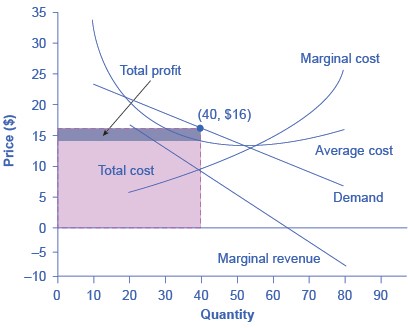 35
30
25
20
15
10
5
0
–5
–10
Price ($)
Total profit
Marginal cost
(40, $16)
Average cost
Total cost
Demand
Marginal revenue
0 10 20 30 40 50 60 70 80 90
Quantity